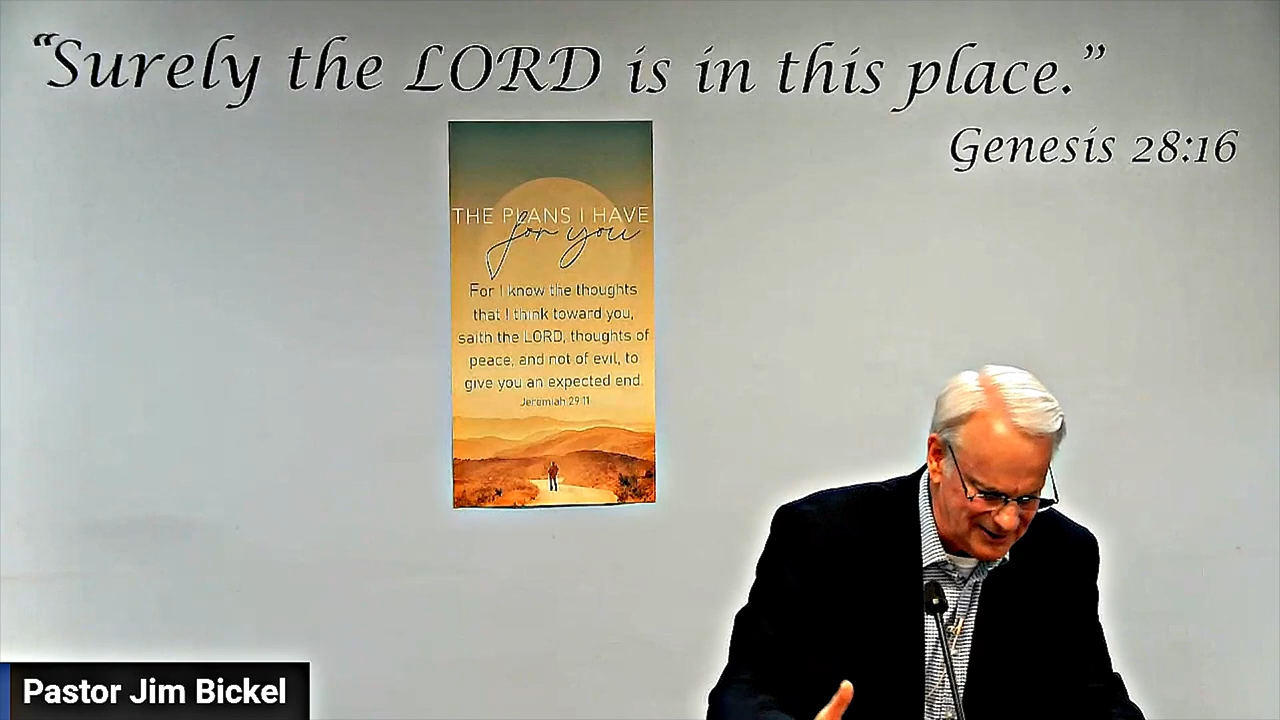 “Surely the LORD is in this place.”
Genesis 28:16
THE PLANS I HAVE
for you
For I know the thoughts
that I think toward you,
saith the LORD, thoughts of
peace, and not of evil, to
give you an expected end.
Jeremiah 29:11
Pastor Jim Bickel